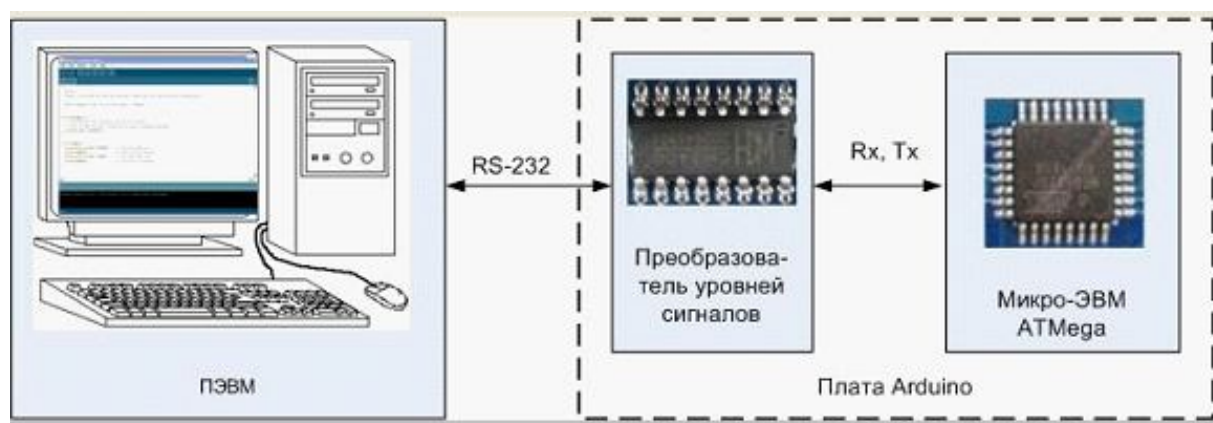 RS-232
Rx, Tx
Преобразова-
тель уровней
сигналов
Микро-ЭВМ
ATMega
ПЭВМ
Плата Arduino